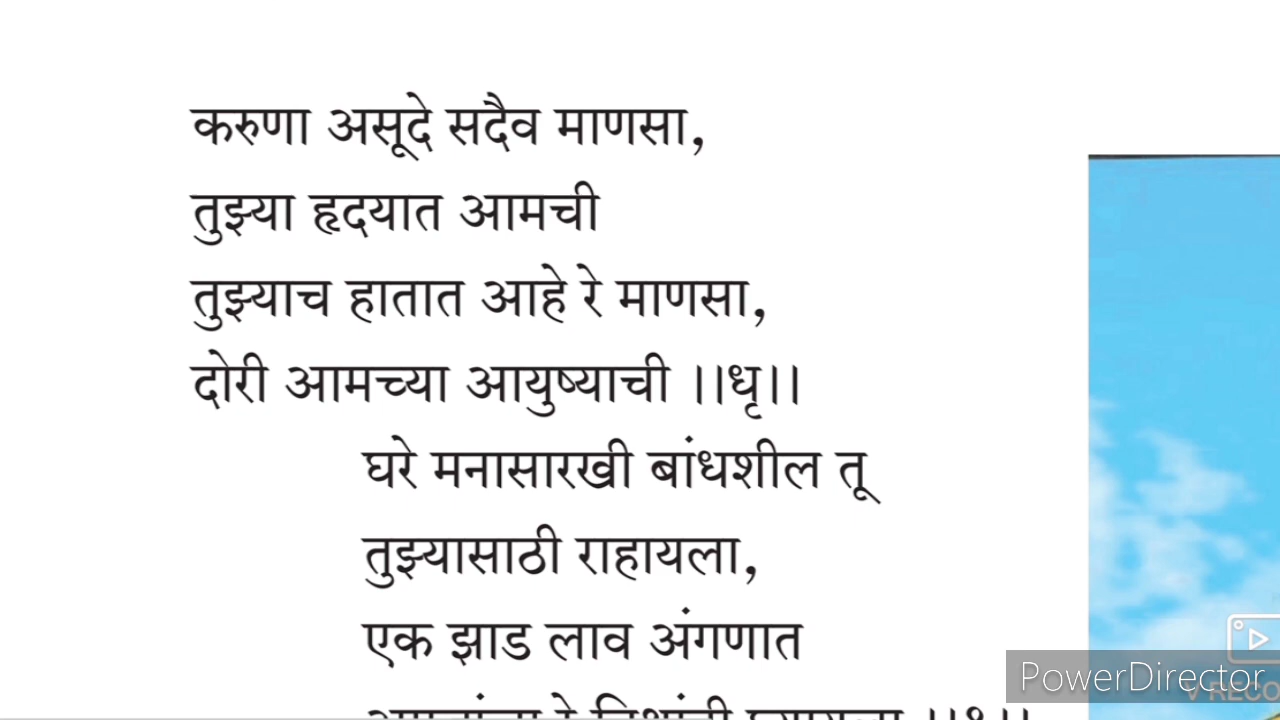 करुणा असूदे सदैव माणसा,
तुझ्या हृदयात आमची
तुझ्याच हातात आहे रे माणसा,
दोरी आमच्या आयुष्याची ।।धृ।।
घरे मनासारखी बांधशील तू
तुझ्यासाठी राहायला,
एक झाड लाव अंगणात
PowerDirector